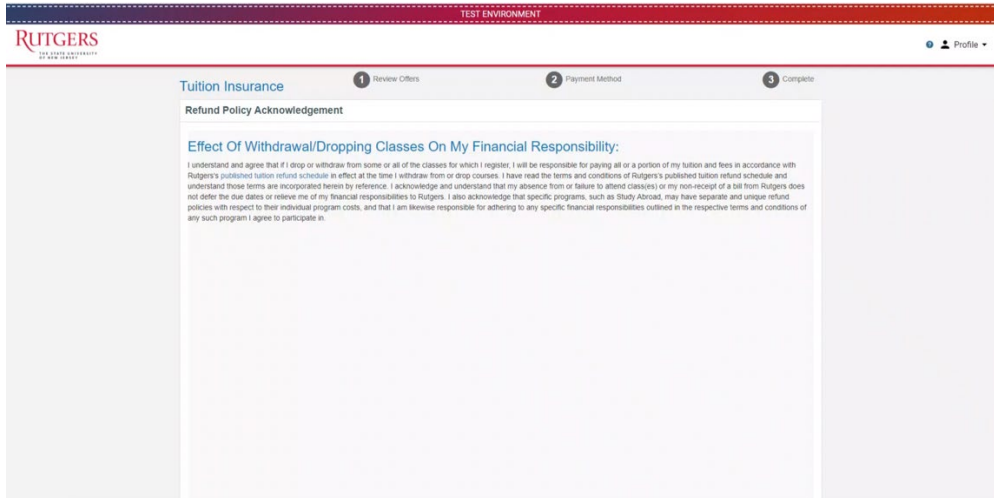 TEST ENVIRONMENT
RUTGERS
THE STATE UNIVERSITY
OF NEW JERSEY
Profile
Tuition Insurance
1 Review Offers
2 Payment Method
3 Complete
Refund Policy Acknowledgement
Effect Of Withdrawal/Dropping Classes On My Financial Responsibility:
I understand and agree that if I drop or withdraw from some or all of the classes for which I register, I will be responsible for paying all or a portion of my tuition and fees in accordance with
Rutgers's published tuition refund schedule in effect at the time I withdraw from or drop courses. I have read the terms and conditions of Rutgers's published tuition refund schedule and
understand those terms are incorporated herein by reference. I acknowledge and understand that my absence from or failure to attend class(es) or my non-receipt of a bill from Rutgers does
not defer the due dates or relieve me of my financial responsibilities to Rutgers. I also acknowledge that specific programs, such as Study Abroad, may have separate and unique refund
policies with respect to their individual program costs, and that I am likewise responsible for adhering to any specific financial responsibilities outlined in the respective terms and conditions of
any such program I agree to participate in.